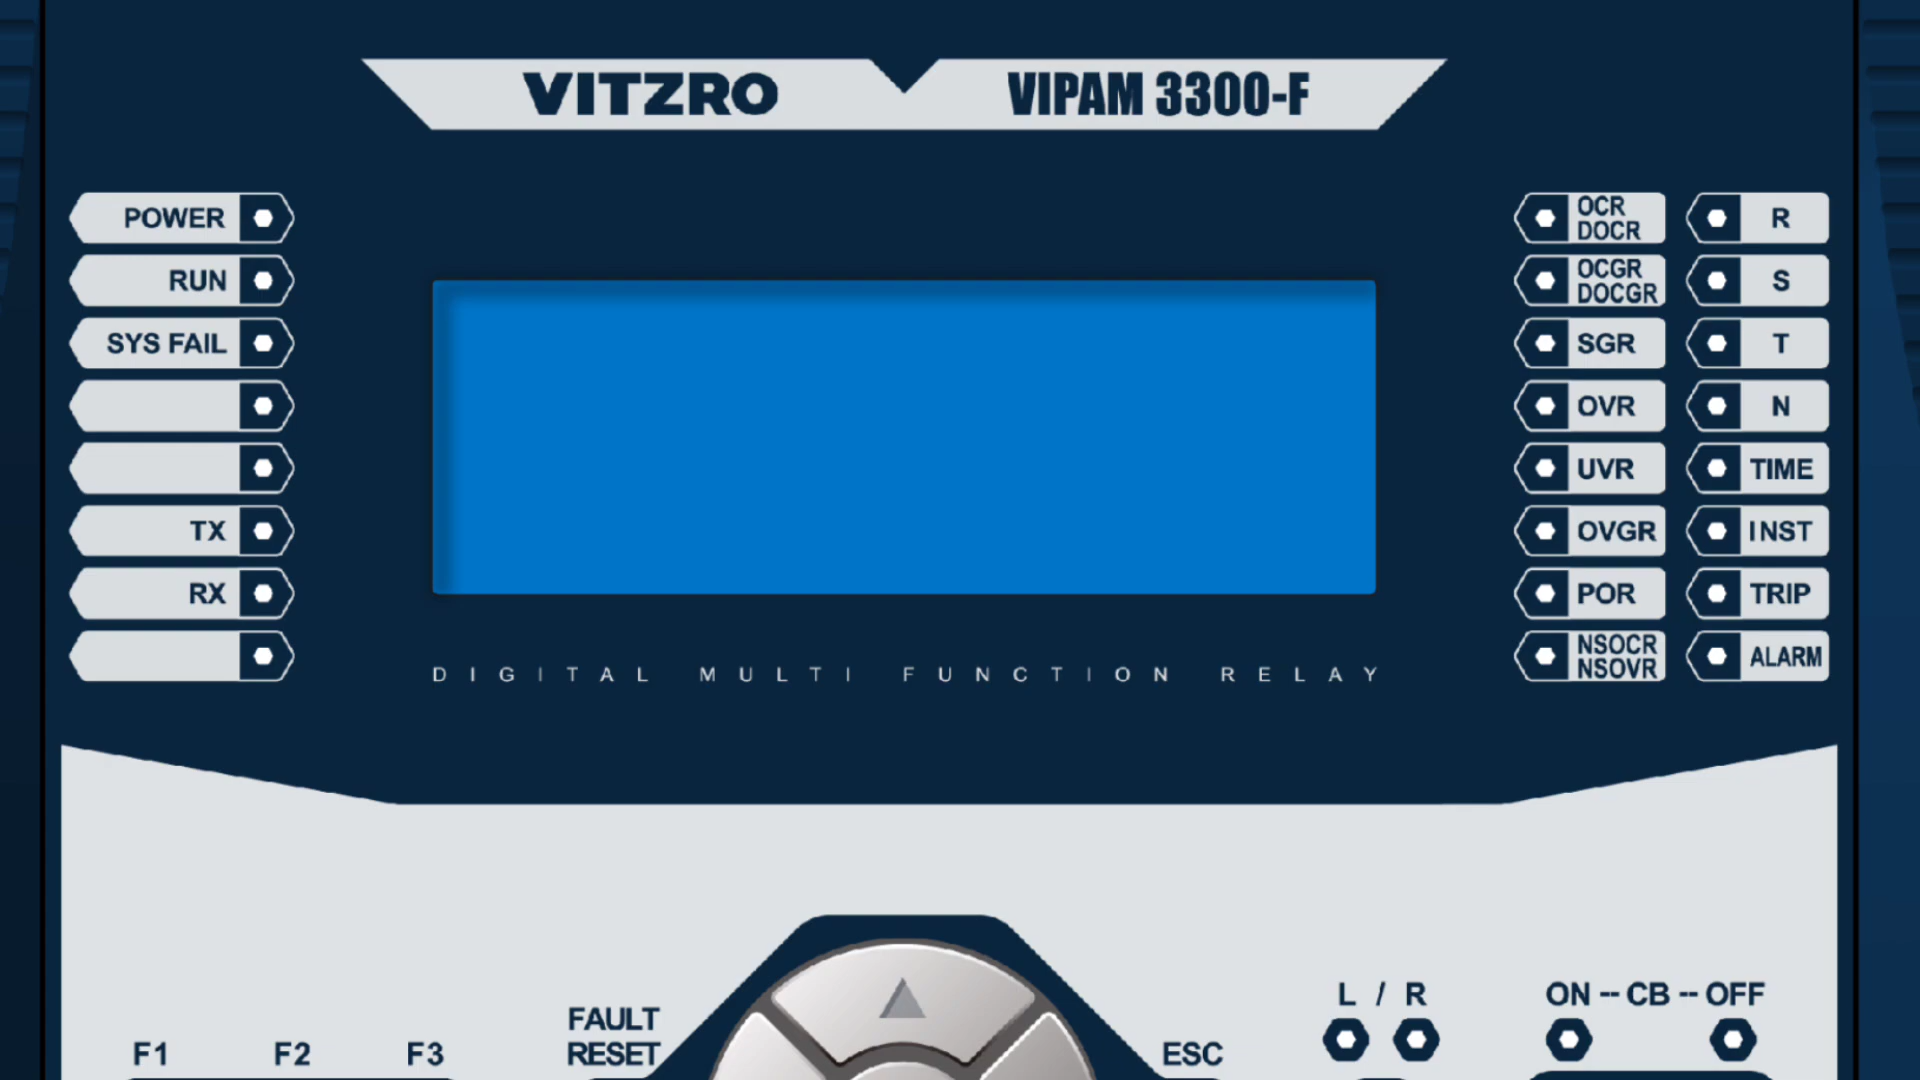 VITZRO VIPAM 3300-F
POWER
RUN
SYS FAIL
TX
RX
OCR
DOCR
OCGR
DOCGR
SGR
OVR
UVR
OVGR
POR
NSOCR
NSOVR
R
S
T
N
TIME
INST
TRIP
ALARM
DIGITAL MULTI FUNCTION RELAY
F1 F2 F3
FAULT
RESET
ESC
L / R
ON -- CB -- OFF